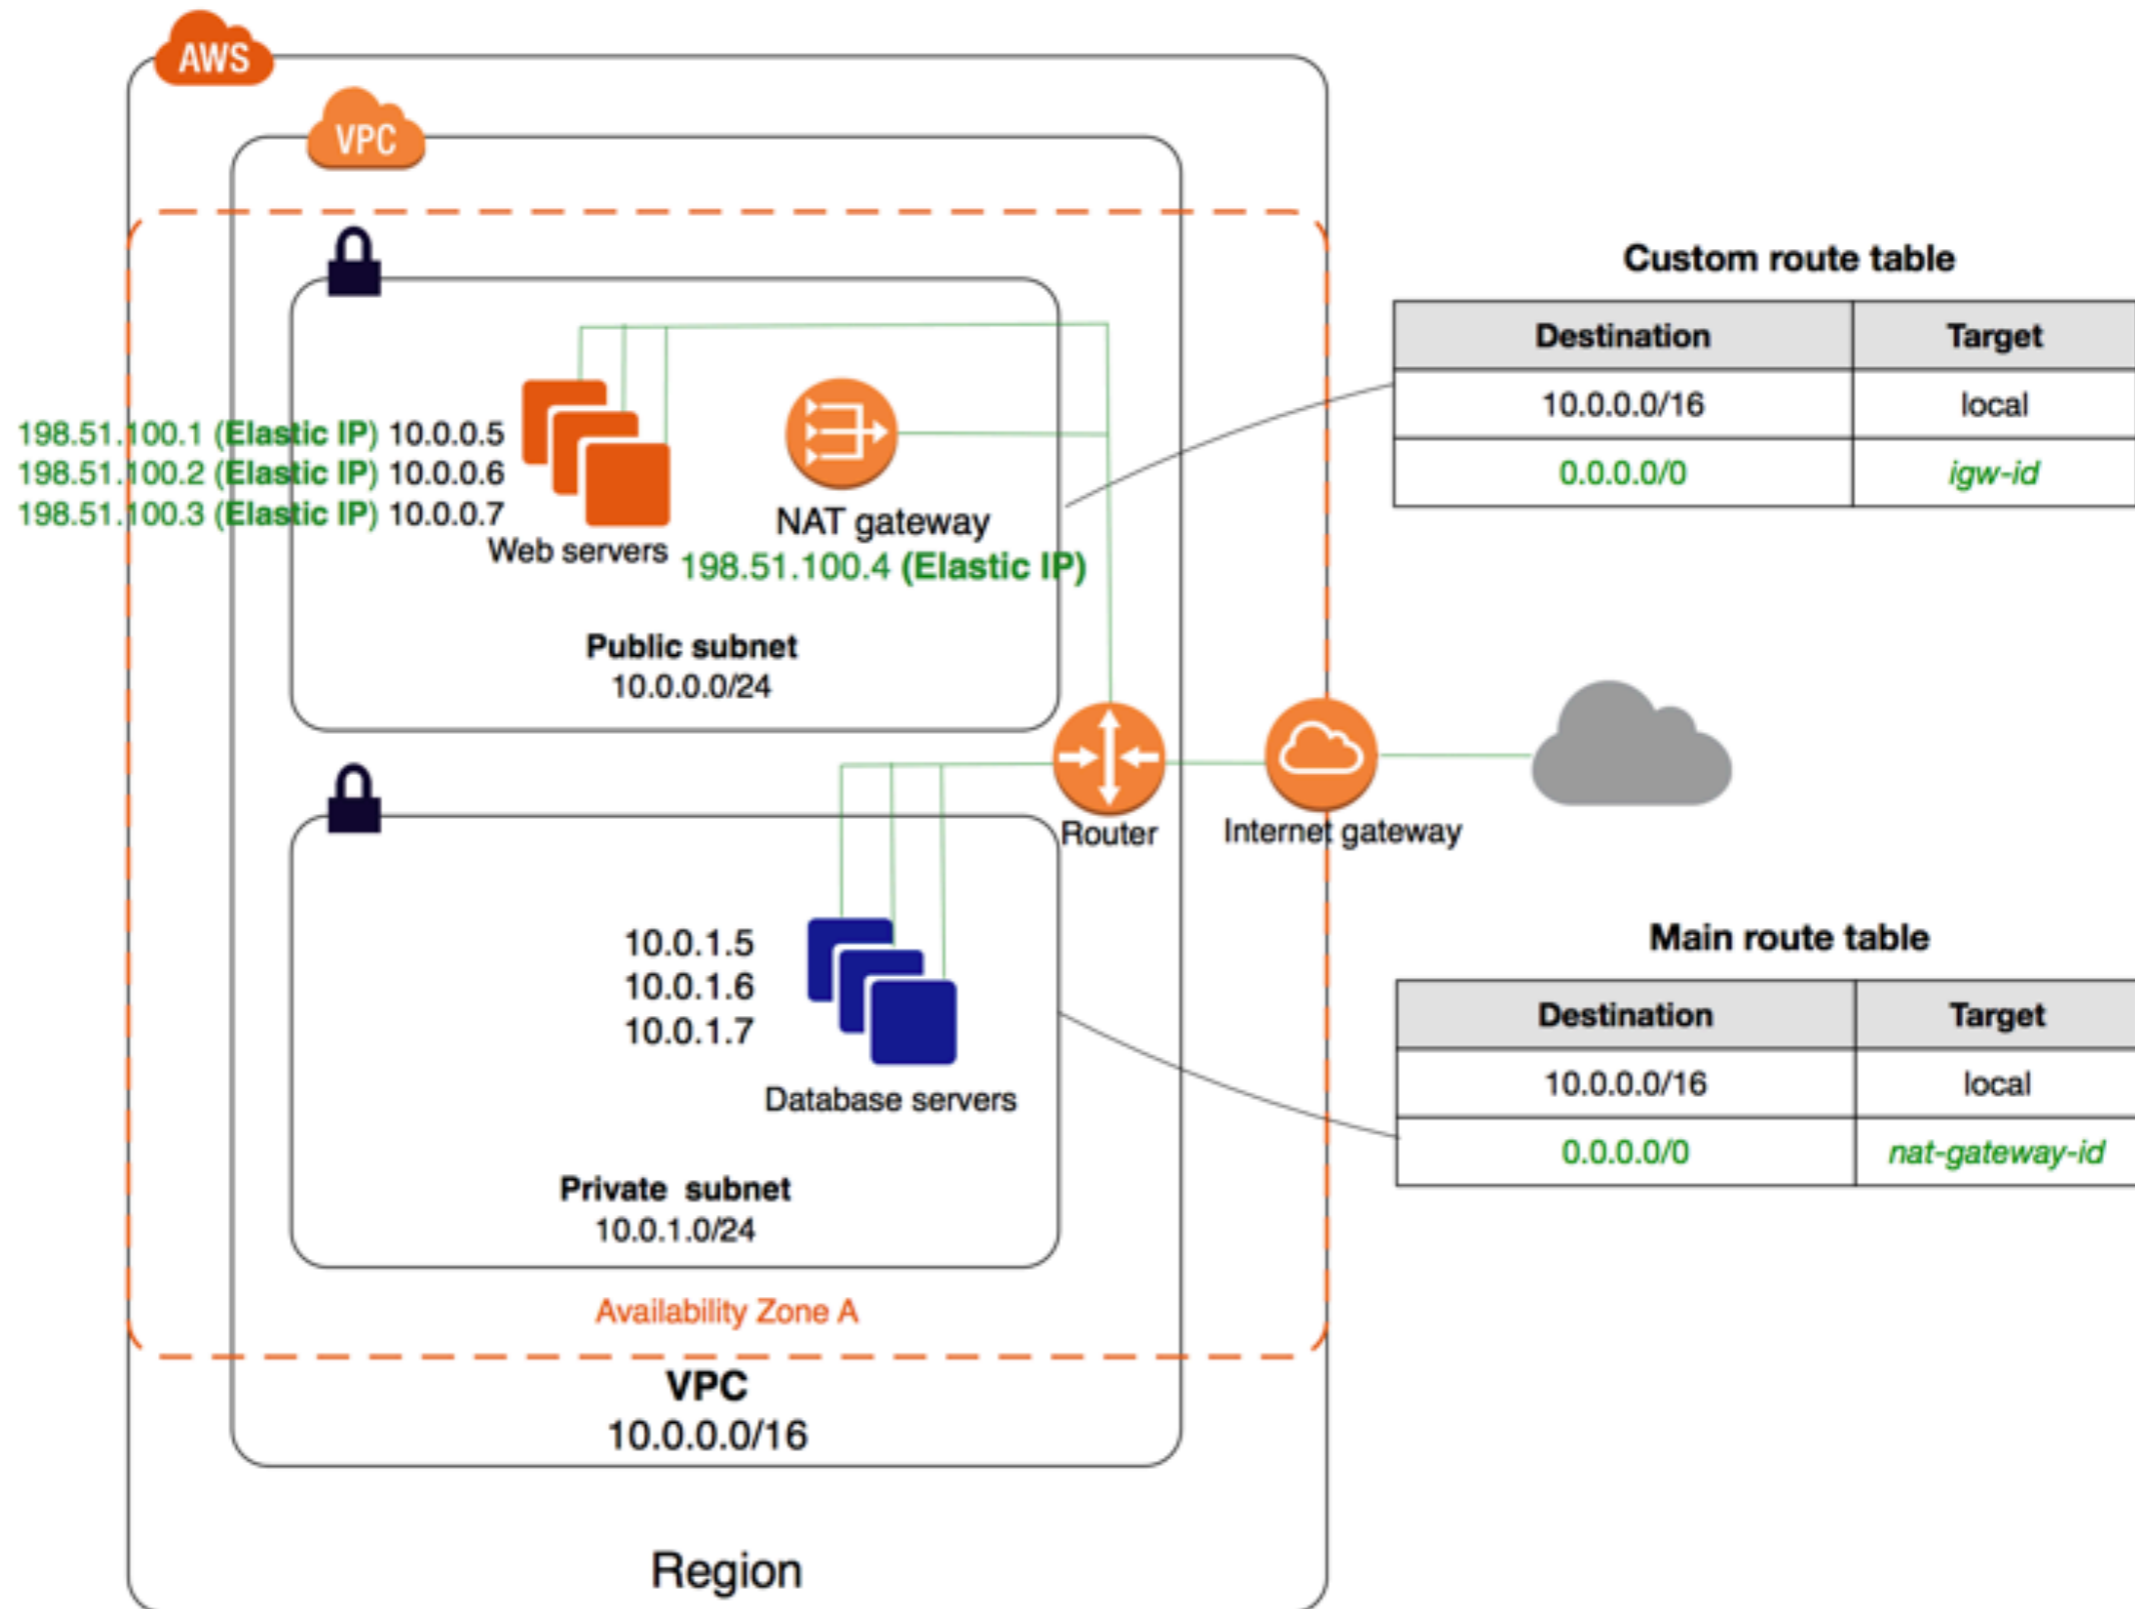 AWS
VPC
198.51.100.1 (Elastic IP) 10.0.0.5
198.51.100.2 (Elastic IP) 10.0.0.6
198.51.100.3 (Elastic IP) 10.0.0.7
Web servers
NAT gateway
198.51.100.4 (Elastic IP)
Public subnet
10.0.0.0/24
Custom route table
Destination Target
10.0.0.0/16 local
0.0.0.0/0 igw-id
Router
Internet gateway
10.0.1.5
10.0.1.6
10.0.1.7
Database servers
Private subnet
10.0.1.0/24
Main route table
Destination Target
10.0.0.0/16 local
0.0.0.0/0 nat-gateway-id
Availability Zone A
VPC
10.0.0.0/16
Region